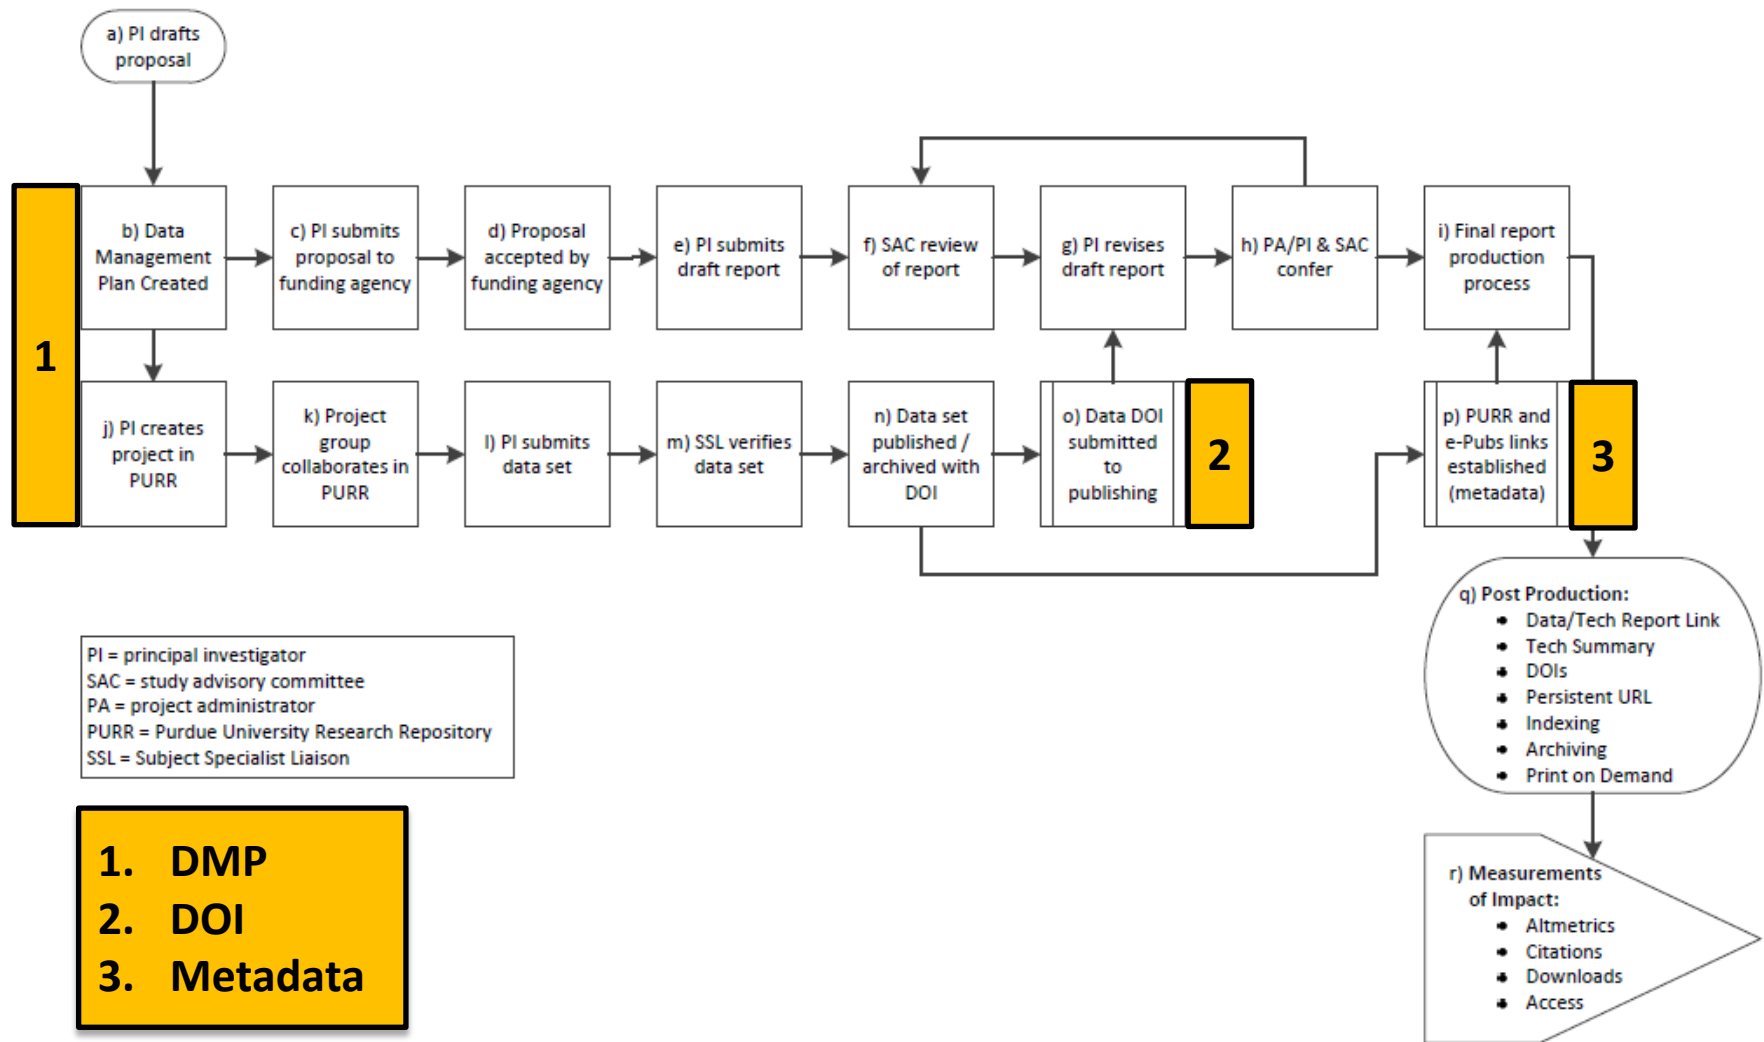 a) PI drafts
proposal
1
b) Data
Management
Plan Created
c) PI submits
proposal to
funding agency
d) Proposal
accepted by
funding agency
e) PI submits
draft report
f) SAC review
of report
g) PI revises
draft report
h) PA/PI & SAC
confer
i) Final report
production
process
j) PI creates
project in
PURR
k) Project
group
collaborates in
PURR
l) PI submits
data set
m) SSL verifies
data set
n) Data set
published /
archived with
DOI
o) Data DOI
submitted
to
publishing
2
p) PURR and
e-Pubs links
established
(metadata)
3
q) Post Production:
• Data/Tech Report Link
• Tech Summary
• DOIs
• Persistent URL
• Indexing
• Archiving
• Print on Demand
PI = principal investigator
SAC = study advisory committee
PA = project administrator
PURR = Purdue University Research Repository
SSL = Subject Specialist Liaison
1. DMP
2. DOI
3. Metadata
r) Measurements
of Impact:
• Altmetrics
• Citations
• Downloads
• Access